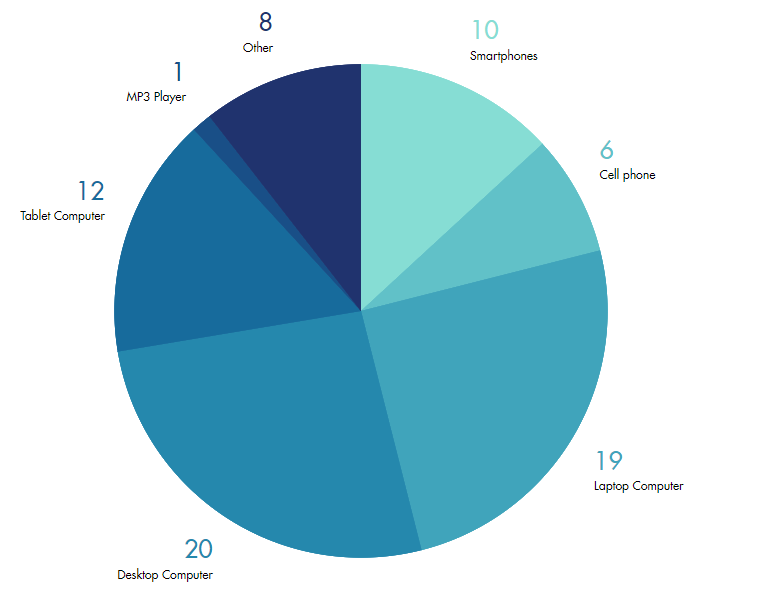 8
Other
10
Smartphones
1
MP3 Player
6
Cell phone
12
Tablet Computer
19
Laptop Computer
20
Desktop Computer